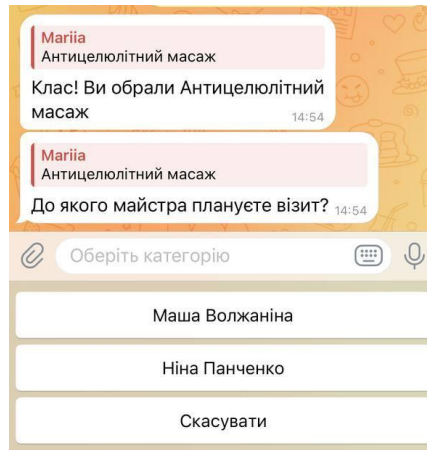 Mariia
Антицелюлітний масаж
Клас! Ви обрали Антицелюлітний
масаж
14:54
Mariia
Антицелюлітний масаж
До якого майстра плануєте візит? 14:54
Оберіть категорію
Маша Волжаніна
Ніна Панченко
Скасувати